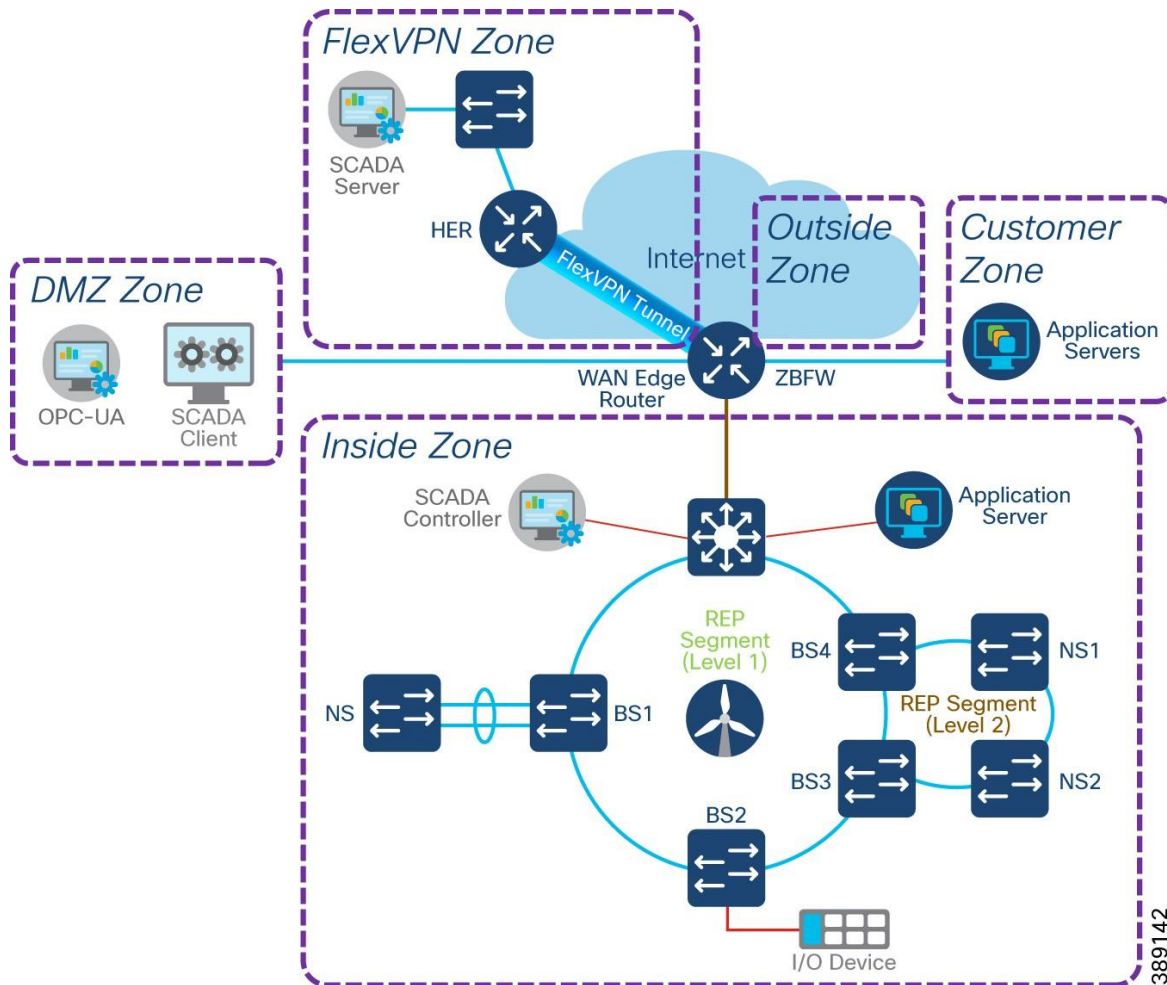 FlexVPN Zone
SCADA
Server
HER
FlexVPN Tunnel
Internet
Outside
Zone
Customer
Zone
Application
Servers
DMZ Zone
OPC-UA
SCADA
Client
WAN Edge
Router
ZBFW
Inside Zone
SCADA
Controller
Application
Server
REP
Segment
(Level 1)
BS4
NS1
NS
BS1
REP Segment
(Level 2)
BS3
NS2
BS2
I/O Device
389142